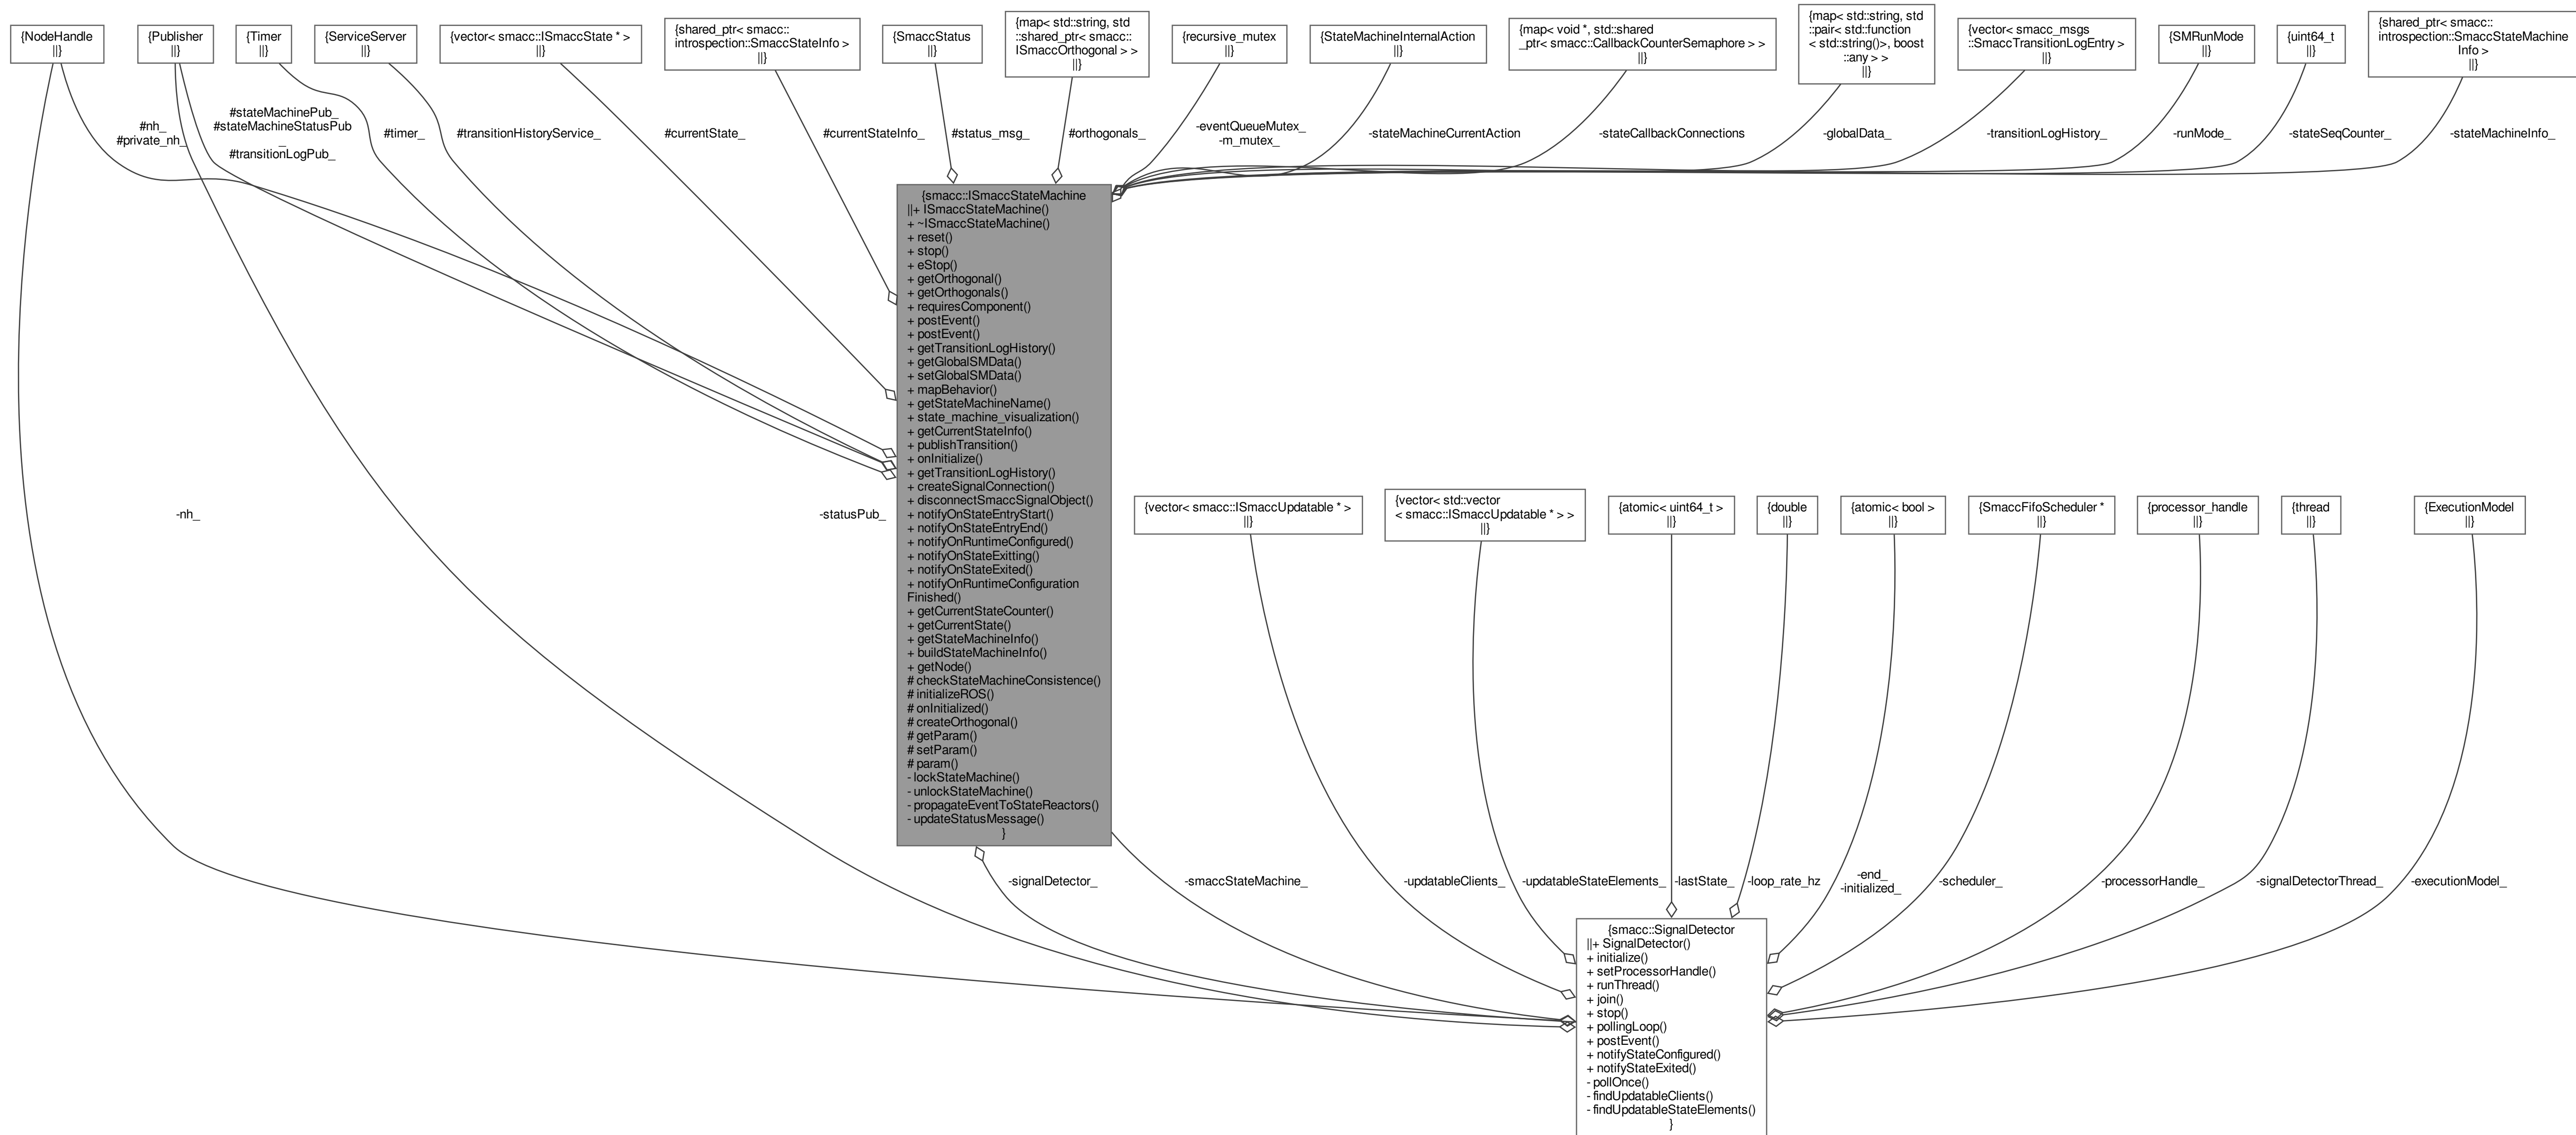 {NodeHandle
||}
{Publisher
||}
{Timer
||}
{ServiceServer
||}
{vector< smacc::ISmaccState * >
||}
{shared_ptr< smacc::
introspection::SmaccStateInfo >
||}
{SmaccStatus
||}
{map< std::string, std
::shared_ptr< smacc::
ISmaccOrthogonal > >
||}
{recursive_mutex
||}
{StateMachineInternalAction
||}
{map< void *, std::shared
_ptr< smacc::CallbackCounterSemaphore > >
||}
{map< std::string, std
::pair< std::function
< std::string()>, boost
::any > >
||}
{vector< smacc_msgs
::SmaccTransitionLogEntry >
||}
{SMRunMode
||}
{uint64_t
||}
{shared_ptr< smacc::
introspection::SmaccStateMachine
Info >
||}
#nh_
#private_nh_
#stateMachinePub_
#stateMachineStatusPub
_
#transitionLogPub_
#timer_
#transitionHistoryService_
#currentState_
#currentStateInfo_
#status_msg_
#orthogonals_
-eventQueueMutex_
-m_mutex_
-stateMachineCurrentAction
-stateCallbackConnections
-globalData_
-transitionLogHistory_
-runMode_
-stateSeqCounter_
-stateMachineInfo_
{smacc::ISmaccStateMachine
||+ ISmaccStateMachine()
+ ~ISmaccStateMachine()
+ reset()
+ stop()
+ eStop()
+ getOrthogonal()
+ getOrthogonals()
+ requiresComponent()
+ postEvent()
+ postEvent()
+ getTransitionLogHistory()
+ getGlobalSMData()
+ setGlobalSMData()
+ mapBehavior()
+ getStateMachineName()
+ state_machine_visualization()
+ getCurrentStateInfo()
+ publishTransition()
+ onInitialize()
+ getTransitionLogHistory()
+ createSignalConnection()
+ disconnectSmaccSignalObject()
+ notifyOnStateEntryStart()
+ notifyOnStateEntryEnd()
+ notifyOnRuntimeConfigured()
+ notifyOnStateExitting()
+ notifyOnStateExited()
+ notifyOnRuntimeConfiguration
Finished()
+ getCurrentStateCounter()
+ getCurrentState()
+ getStateMachineInfo()
+ buildStateMachineInfo()
+ getNode()
# checkStateMachineConsistence()
# initializeROS()
# onInitialized()
# createOrthogonal()
# getParam()
# setParam()
# param()
- lockStateMachine()
- unlockStateMachine()
- propagateEventToStateReactors()
- updateStatusMessage()
}
-nh_
-statusPub_
{vector< smacc::ISmaccUpdatable * >
||}
{vector< std::vector
< smacc::ISmaccUpdatable * > >
||}
{atomic< uint64_t >
||}
{double
||}
{atomic< bool >
||}
{SmaccFifoScheduler *
||}
{processor_handle
||}
{thread
||}
{ExecutionModel
||}
-signalDetector_
-smaccStateMachine_
-updatableClients_
-updatableStateElements_
-lastState_
-loop_rate_hz
-end_
-initialized_
-scheduler_
-processorHandle_
-signalDetectorThread_
-executionModel_
{smacc::SignalDetector
||+ SignalDetector()
+ initialize()
+ setProcessorHandle()
+ runThread()
+ join()
+ stop()
+ pollingLoop()
+ postEvent()
+ notifyStateConfigured()
+ notifyStateExited()
- pollOnce()
- findUpdatableClients()
- findUpdatableStateElements()
}